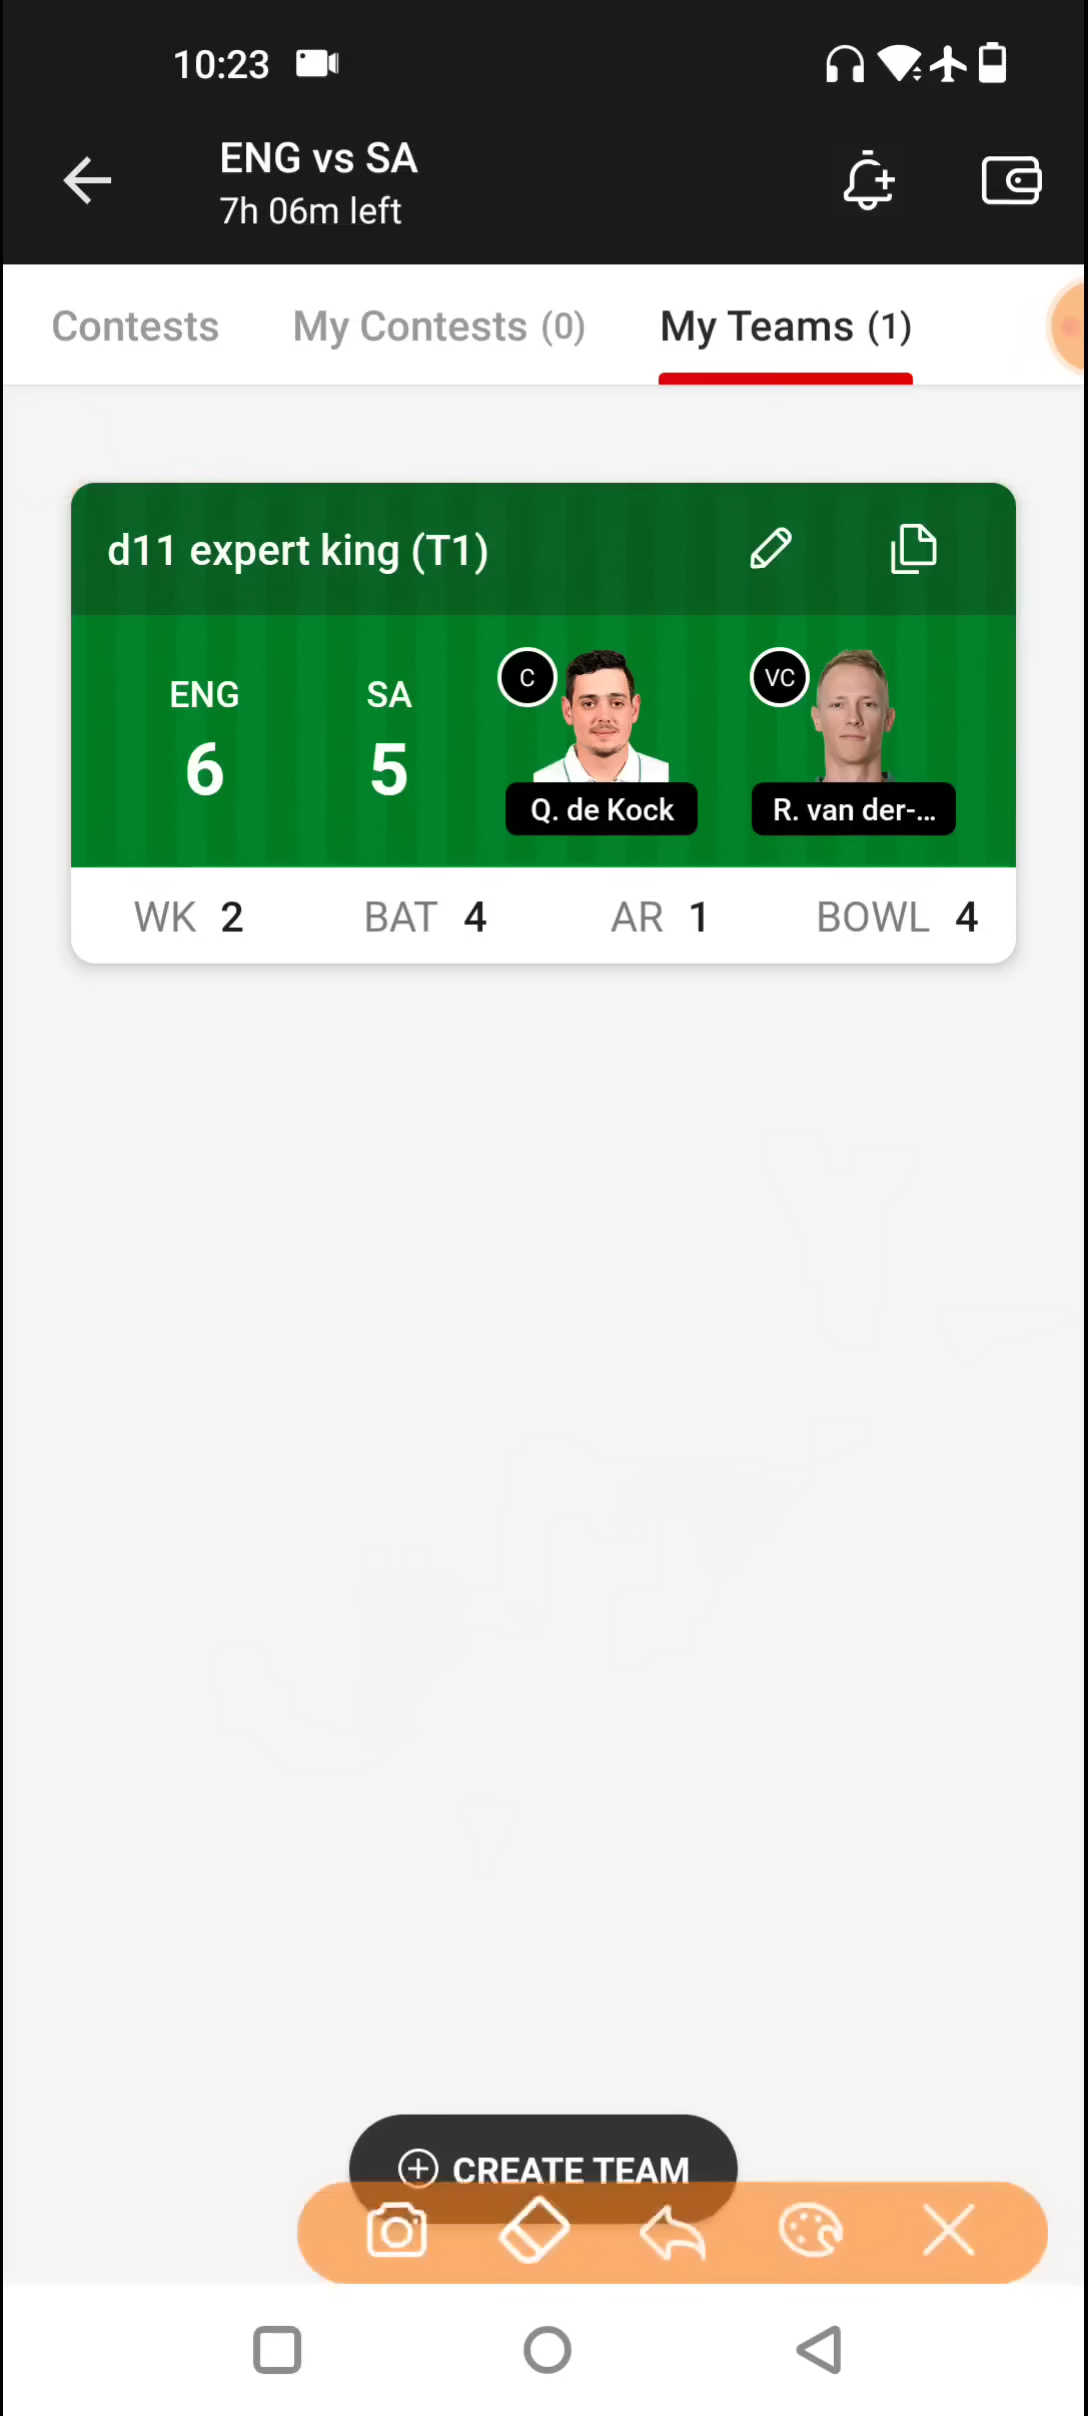 10:23
ENG vs SA
7h 06m left
Contests
My Contests (0)
My Teams (1)
d11 expert king (T1)
ENG
6
SA
5
C
Q. de Kock
VC
R. van der-...
WK 2
BAT 4
AR 1
BOWL 4
CREATE TEAM